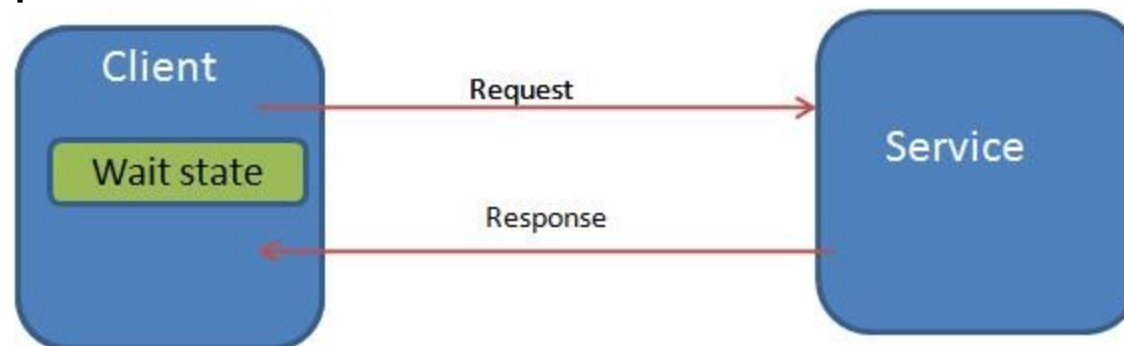 Client
Request
Wait state
Service
Response